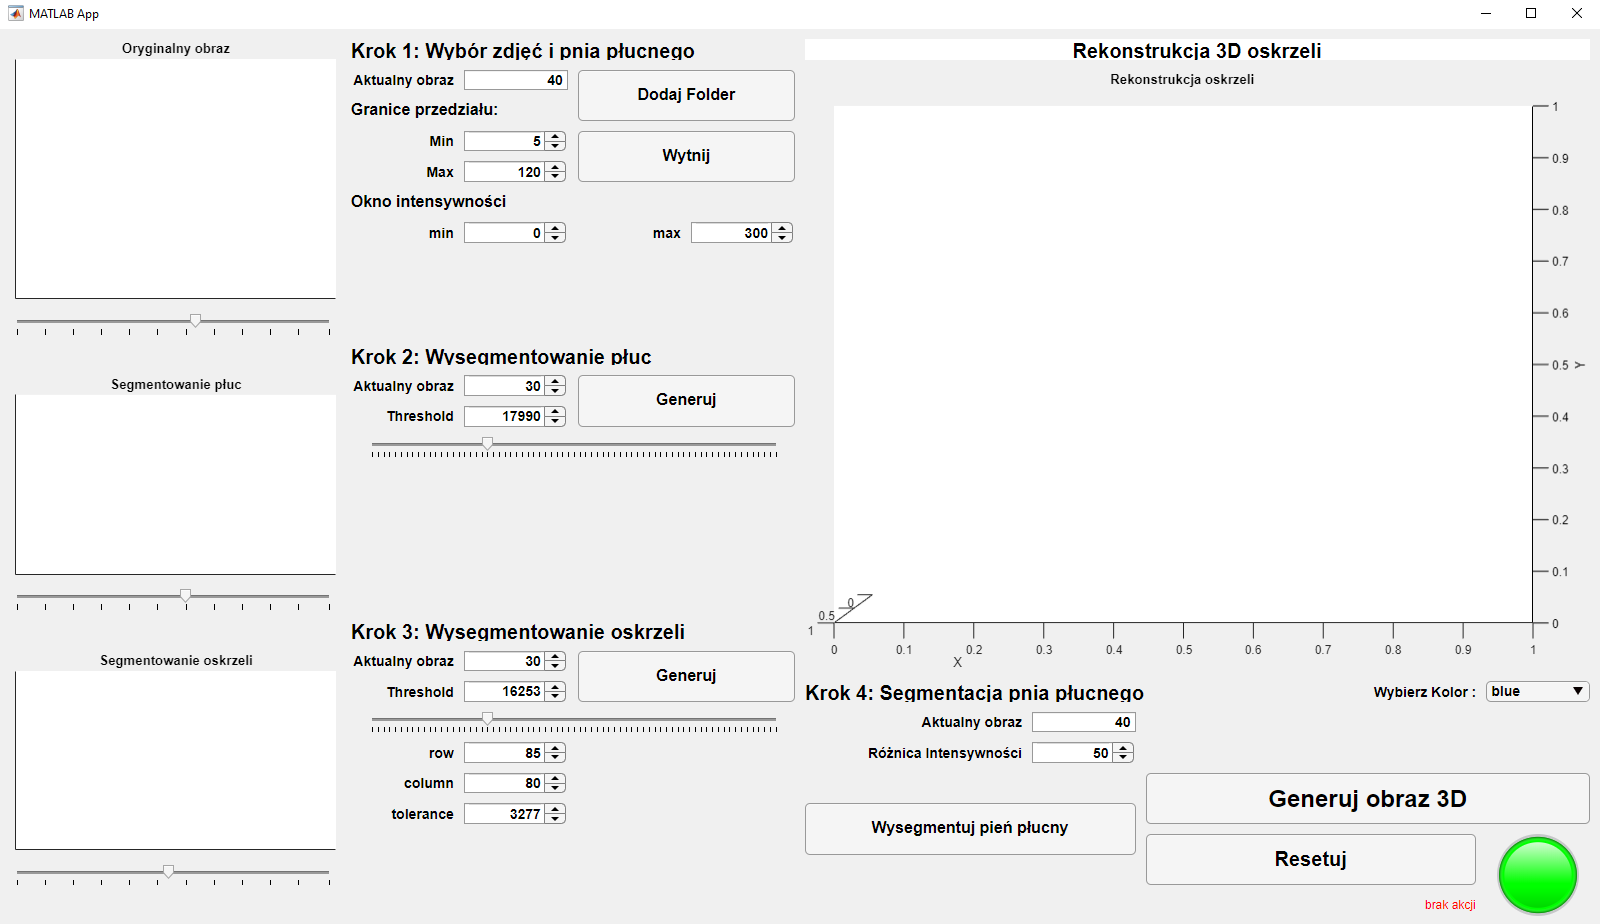 MATLAB App
Oryginalny obraz
Segmentowanie płuc
Segmentowanie oskrzeli
Krok 1: Wybór zdjęć i pnia płucnego
Aktualny obraz 40
Dodaj Folder
Granice przedziału:
Min 5
Wytnij
Max 120
Okno intensywności
min 0 max 300
Krok 2: Wysegmentowanie płuc
Aktualny obraz 30
Generuj
Threshold 17990
Krok 3: Wysegmentowanie oskrzeli
Aktualny obraz 30
Generuj
Threshold 16253
row 85
column 80
tolerance 3277
Rekonstrukcja 3D oskrzeli
Rekonstrukcja oskrzeli
1
0.9
0.8
0.7
0.6
0.5 Y
0.4
0.3
0.2
0.1
0
0
0.5
1
0 0.1 0.2 0.3 0.4 0.5 0.6 0.7 0.8 0.9 1
X
Krok 4: Segmentacja pnia płucnego
Wybierz Kolor : blue
Aktualny obraz 40
Różnica Intensywności 50
Generuj obraz 3D
Wysegmentuj pień płucny
Resetuj
brak akcji